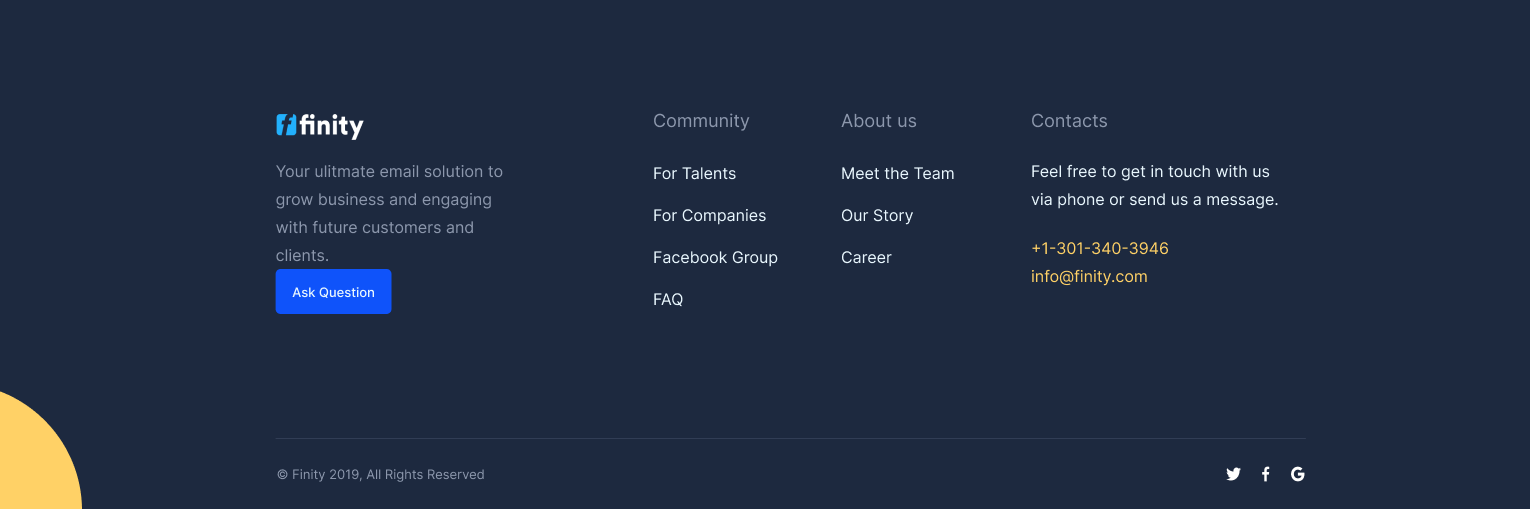 finity
Your ulitmate email solution to
grow business and engaging
with future customers and
clients.
Ask Question
Community
For Talents
For Companies
Facebook Group
FAQ
About us
Meet the Team
Our Story
Career
Contacts
Feel free to get in touch with us
via phone or send us a message.
+1-301-340-3946
info@finity.com
© Finity 2019, All Rights Reserved